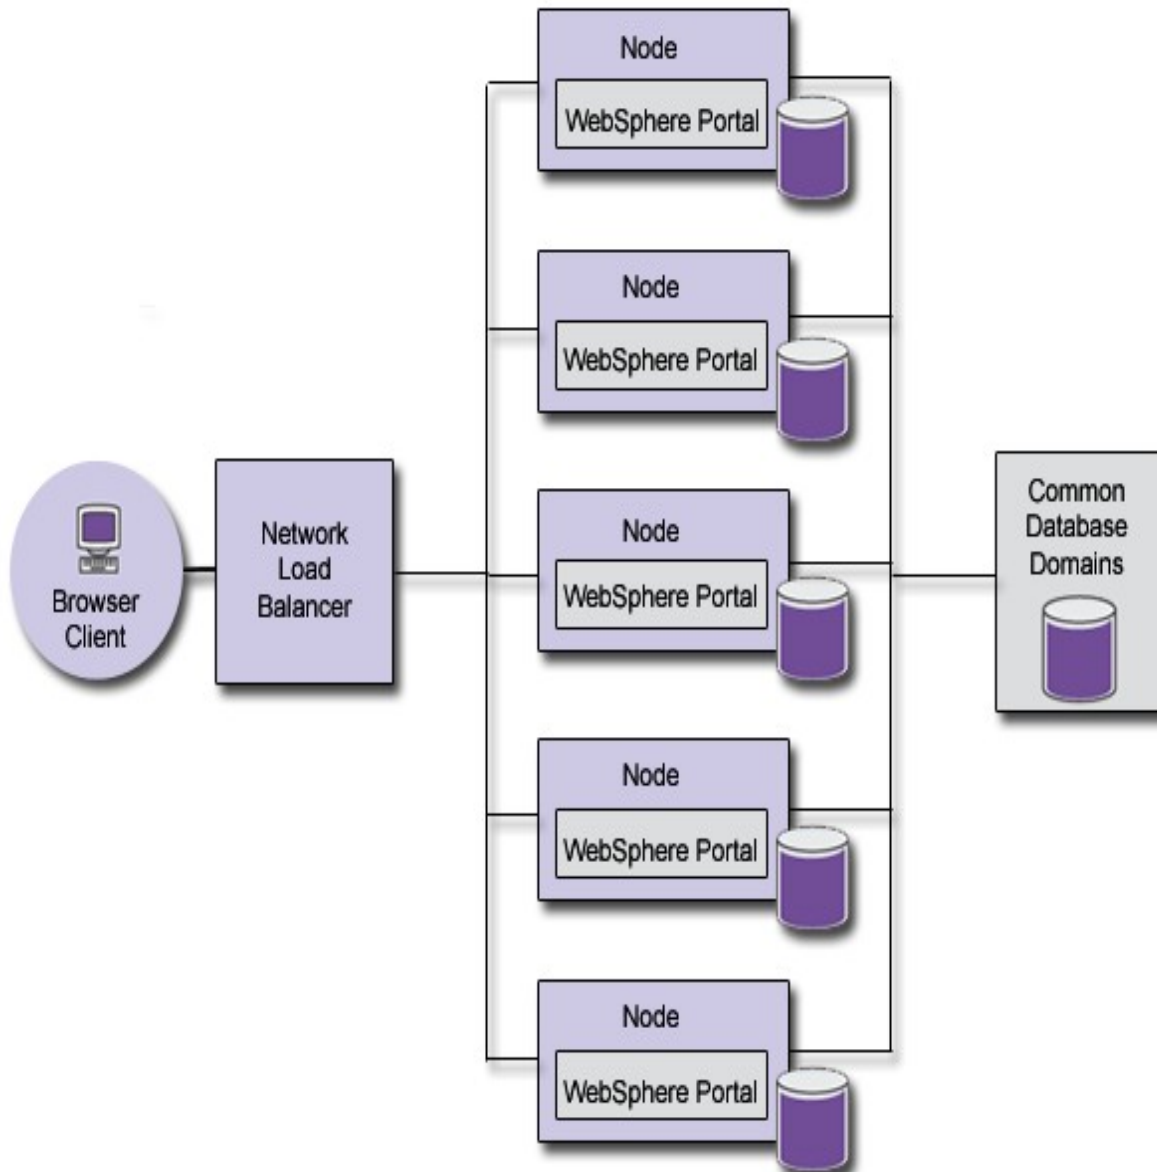 Browser
Client
Network
Load
Balancer
Node
WebSphere Portal
Node
WebSphere Portal
Node
WebSphere Portal
Node
WebSphere Portal
Node
WebSphere Portal
Common
Database
Domains